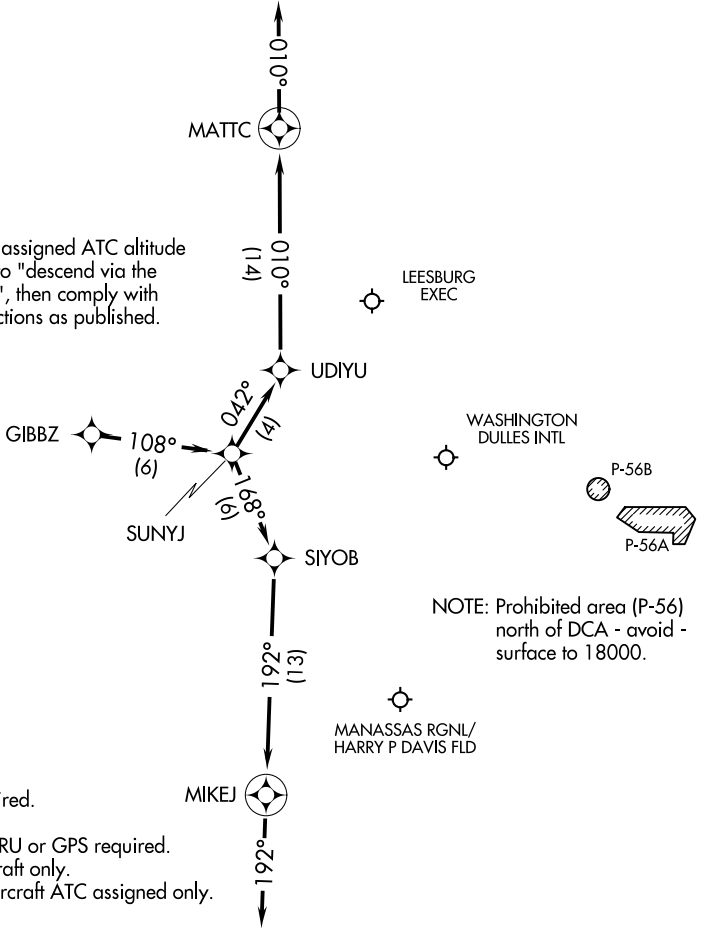 010°
MATTC
assigned ATC altitude
to "descend via the
", then comply with
ctions as published.
010°
(14)
LEESBURG
EXEC
UDIYU
042°
(4)
GIBBZ
108°
(6)
WASHINGTON
DULLES INTL
P-56B
168°
(6)
SUNYJ
P-56A
SIYOB
NOTE: Prohibited area (P-56)
north of DCA - avoid -
surface to 18000.
192°
(13)
MANASSAS RGNL/
HARRY P DAVIS FLD
MIKEJ
ired.
RU or GPS required.
raft only.
rcraft ATC assigned only.
192°